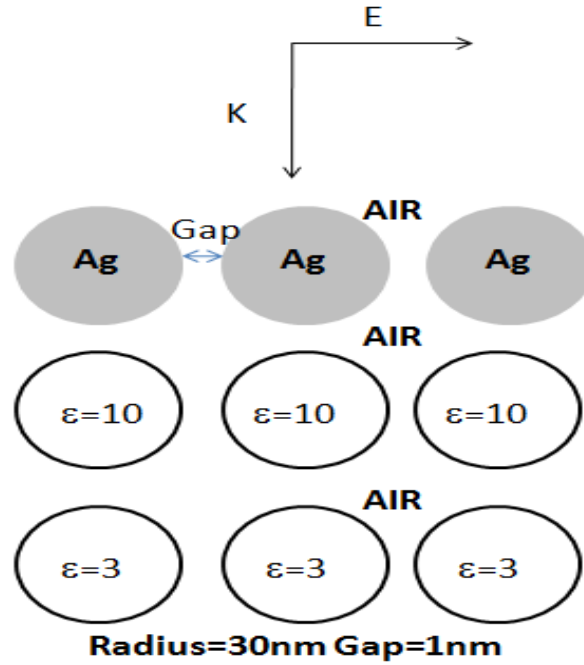 E
K
AIR
Gap
Ag Ag Ag
AIR
ε=10 ε=10 ε=10
AIR
ε=3 ε=3 ε=3
Radius=30nm Gap=1nm